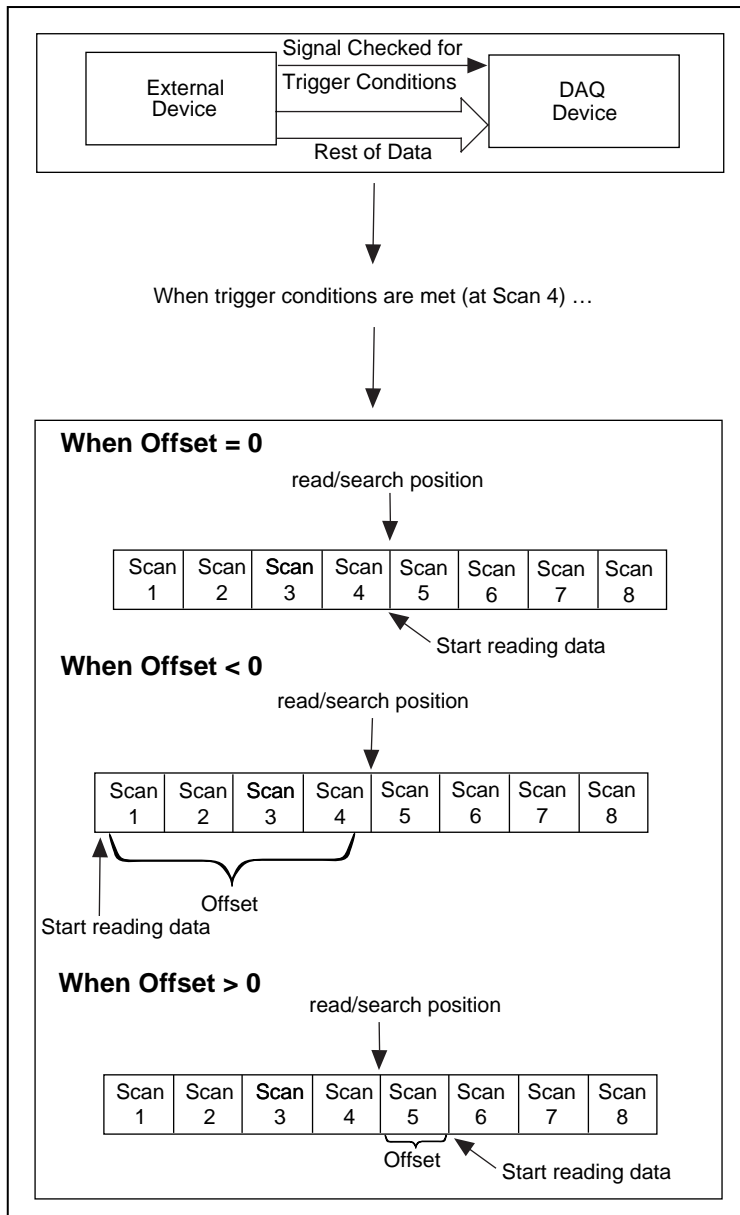 Signal Checked for
Trigger Conditions
External
Device
DAQ
Device
Rest of Data
When trigger conditions are met (at Scan 4) …
When Offset = 0
read/search position
Scan Scan Scan Scan Scan Scan Scan Scan
1 2 3 4 5 6 7 8
Start reading data
When Offset < 0
read/search position
Scan Scan Scan Scan Scan Scan Scan Scan
1 2 3 4 5 6 7 8
Offset
Start reading data
When Offset > 0
read/search position
Scan Scan Scan Scan Scan Scan Scan Scan
1 2 3 4 5 6 7 8
Offset
Start reading data